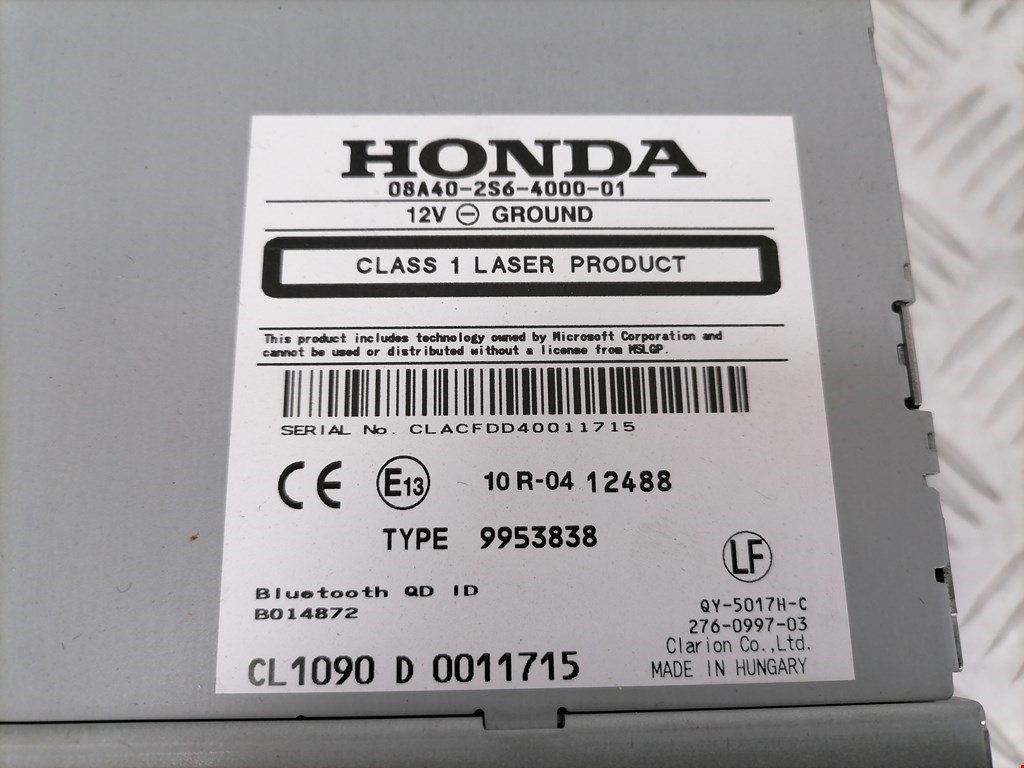 HONDA
08A40-2S6-4000-01
12V ⊖ GROUND
CLASS 1 LASER PRODUCT
This product includes technology owned by Microsoft Corporation and
cannot be used or distributed without a license from MSLGP.
SERIAL No. CLACFDD40011715
CE E13 10 R-04 12488
TYPE 9953838
LF
Bluetooth QD ID
B014872
QY-5017H-C
276-0997-03
Clarion Co.,Ltd.
MADE IN HUNGARY
CL1090 D 0011715